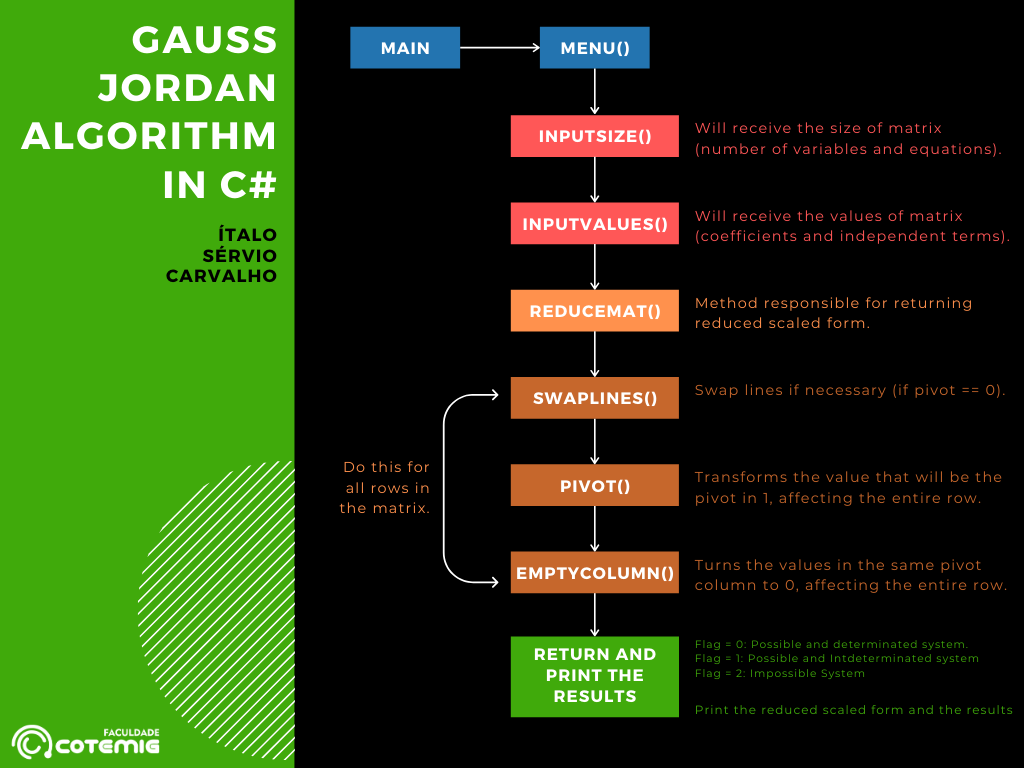 GAUSS
JORDAN
ALGORITHM
IN C#
ÍTALO
SÉRVIO
CARVALHO
FACULDADE
COTEMIG
MAIN
MENU()
INPUTSIZE()
Will receive the size of matrix
(number of variables and equations).
INPUTVALUES()
Will receive the values of matrix
(coefficients and independent terms).
REDUCEMAT()
Method responsible for returning
reduced scaled form.
SWAPLINES()
Swap lines if necessary (if pivot == 0).
Do this for
all rows in
the matrix.
PIVOT()
Transforms the value that will be the
pivot in 1, affecting the entire row.
EMPTYCOLUMN()
Turns the values in the same pivot
column to 0, affecting the entire row.
RETURN AND
PRINT THE
RESULTS
Flag = 0: Possible and determinated system.
Flag = 1: Possible and Intdeterminated system
Flag = 2: Impossible System
Print the reduced scaled form and the results